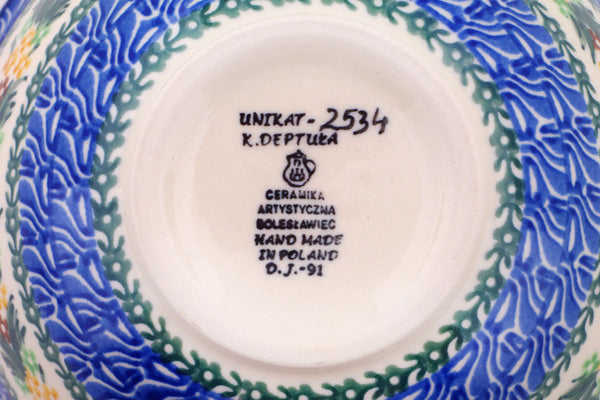 UNIKAT-2534
K.DEPTUŁA
CERAMIKA
ARTYSTYCZNA
BOLESŁAWIEC
HAND MADE
IN POLAND
D.J.-91